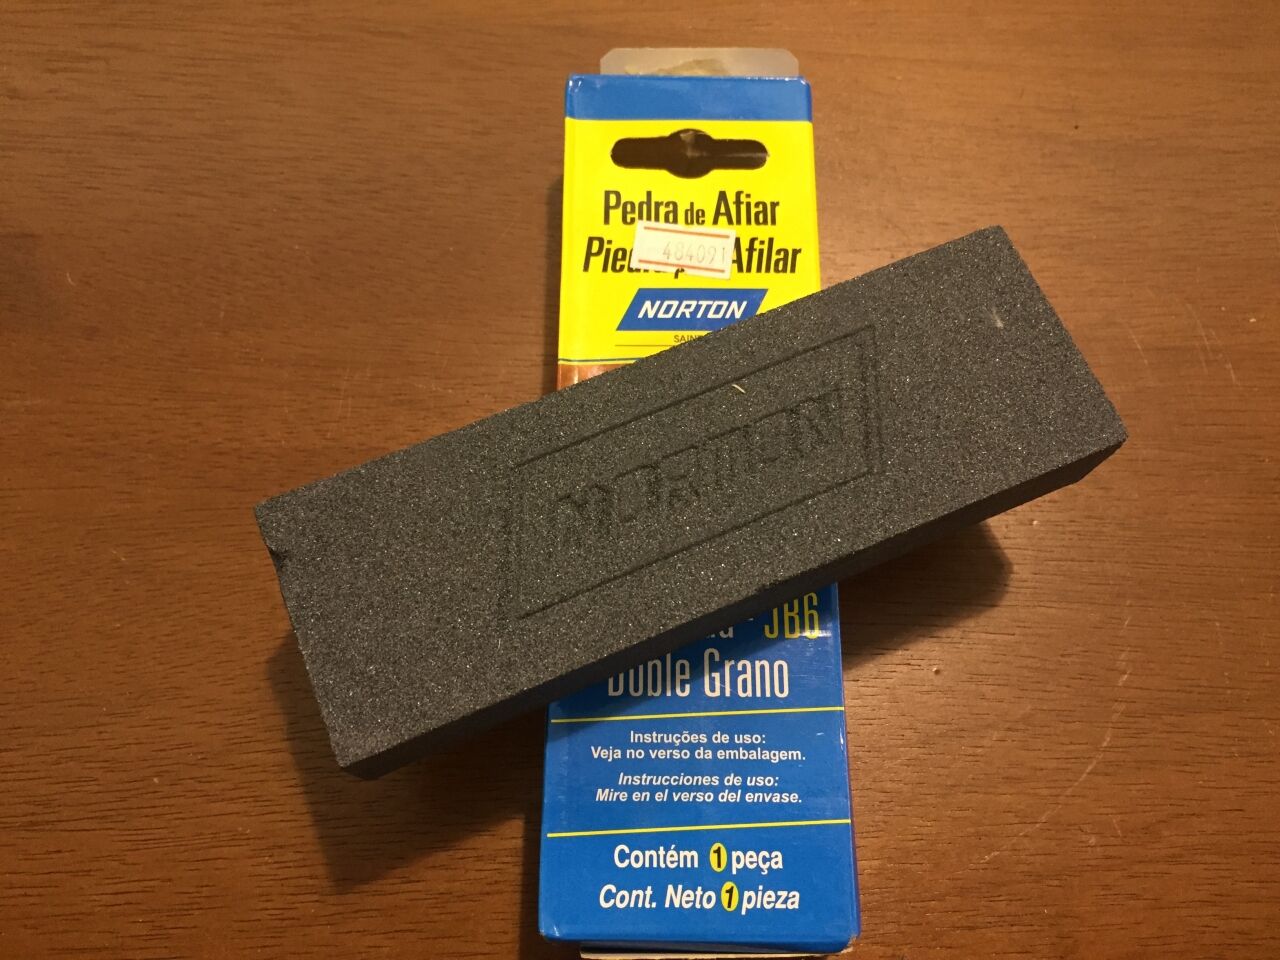 Pedra de Afiar
484091
Afilar
NORTON
NORTON
JB6
Doble Grano
Instruções de uso:
Veja no verso da embalagem.
Instrucciones de uso:
Mire en el verso del envase.
Contém 1 peça
Cont. Neto 1 pieza